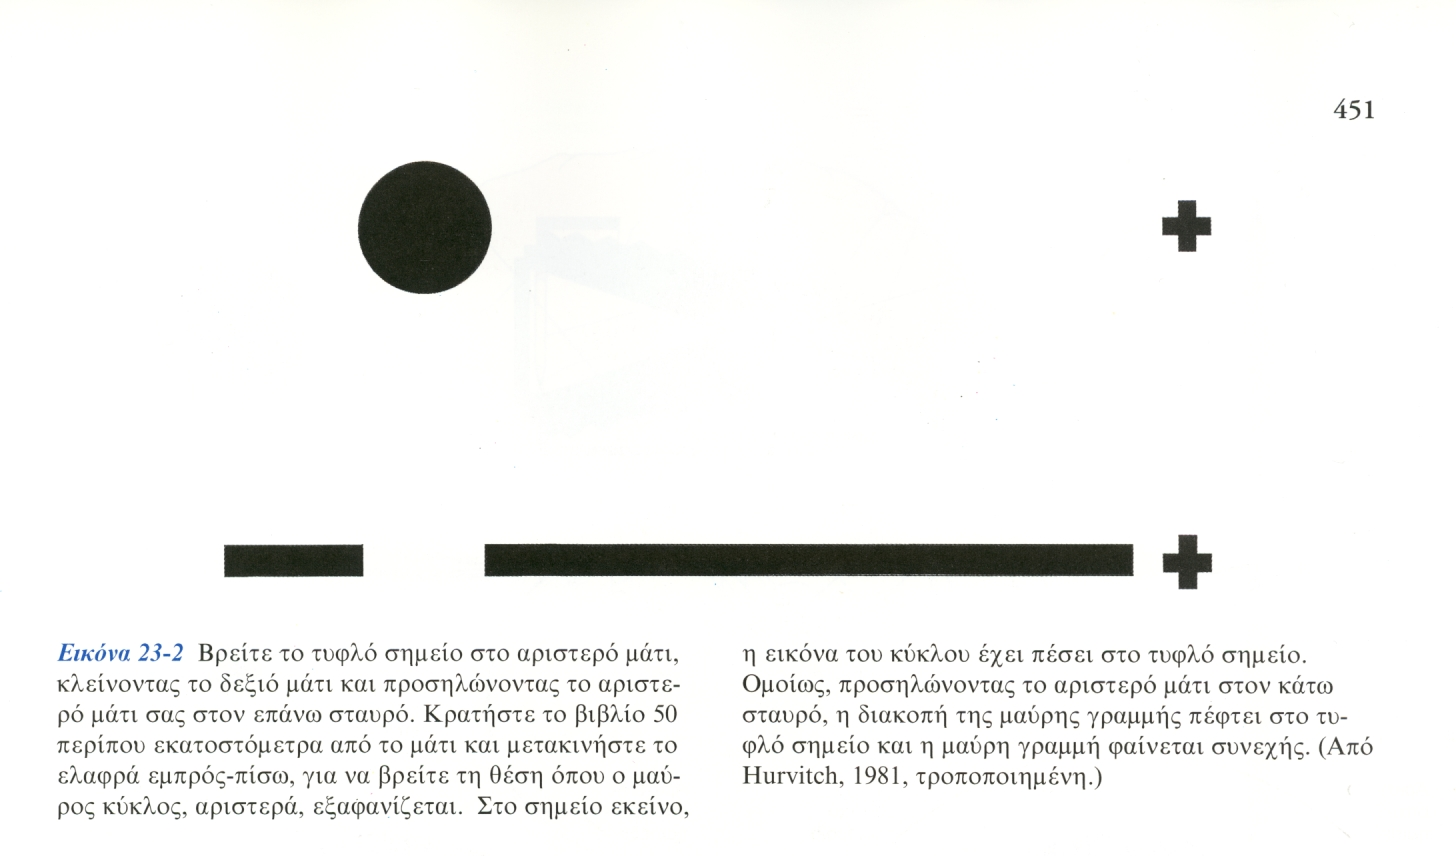 451
Εικόνα 23-2 Βρείτε το τυφλό σημείο στο αριστερό μάτι,
κλείνοντας το δεξιό μάτι και προσηλώνοντας το αριστε-
ρό μάτι σας στον επάνω σταυρό. Κρατήστε το βιβλίο 50
περίπου εκατοστόμετρα από το μάτι και μετακινήστε το
ελαφρά εμπρός-πίσω, για να βρείτε τη θέση όπου ο μαύ-
ρος κύκλος, αριστερά, εξαφανίζεται. Στο σημείο εκείνο,
η εικόνα του κύκλου έχει πέσει στο τυφλό σημείο.
Ομοίως, προσηλώνοντας το αριστερό μάτι στον κάτω
σταυρό, η διακοπή της μαύρης γραμμής πέφτει στο τυ-
φλό σημείο και η μαύρη γραμμή φαίνεται συνεχής. (Από
Hurvitch, 1981, τροποποιημένη.)